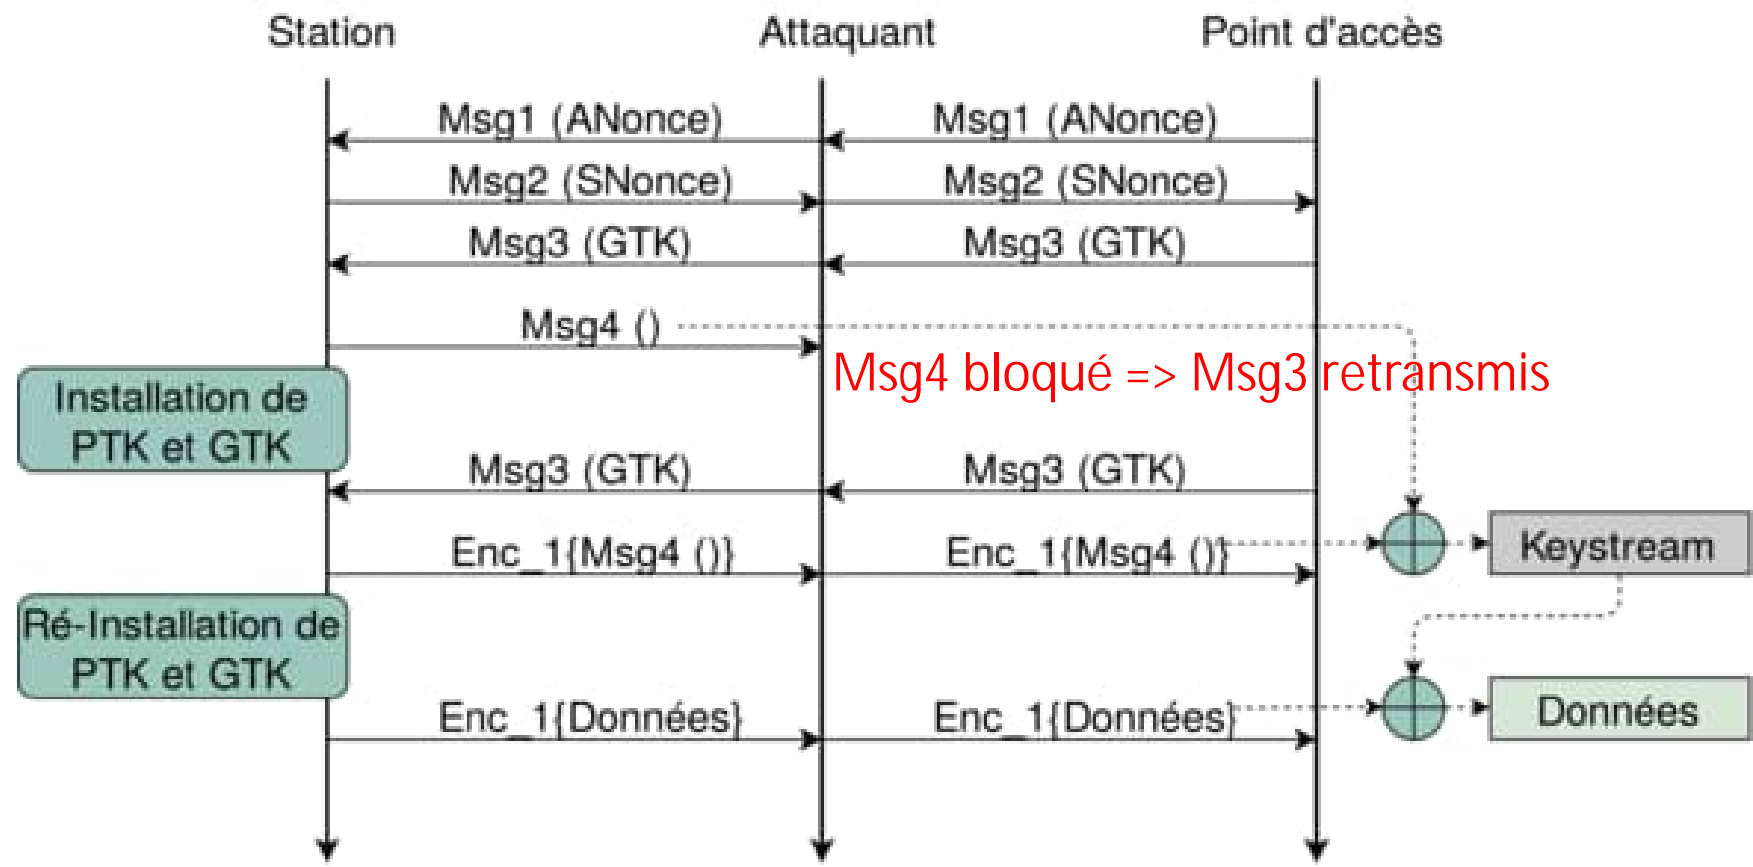 Station Attaquant Point d'accès
Msg1 (ANonce) Msg1 (ANonce)
Msg2 (SNonce) Msg2 (SNonce)
Msg3 (GTK) Msg3 (GTK)
Msg4 ()
Msg4 bloqué => Msg3 retransmis
Installation de
PTK et GTK
Msg3 (GTK) Msg3 (GTK)
Enc_1{Msg4 ()} Enc_1{Msg4 ()} Keystream
Ré-Installation de
PTK et GTK
Enc_1{Données} Enc_1{Données} Données